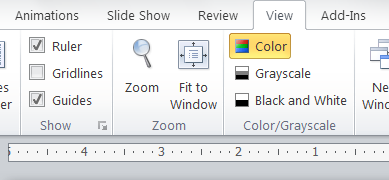 Animations Slide Show Review View Add-Ins
Ruler
Gridlines
Guides
Show
Zoom
Fit to
Window
Zoom
Color
Grayscale
Black and White
Color/Grayscale
4 3 2 1